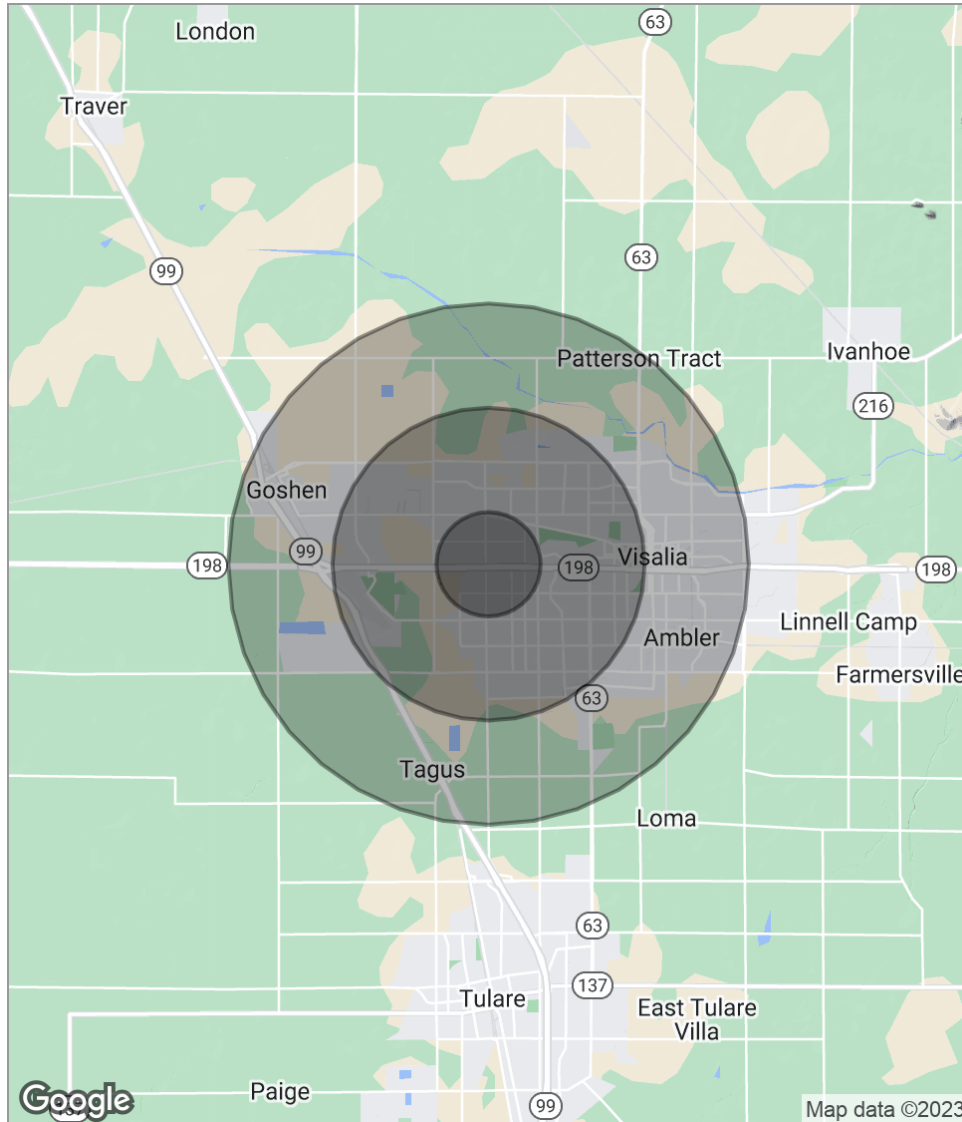 London
63
Traver
63
99
Patterson Tract
Ivanhoe
216
Goshen
99
198
198
Visalia
198
Linnell Camp
Ambler
Farmersville
63
Tagus
Loma
63
137
Tulare
East Tulare
Villa
Paige
Google
99
Map data ©2023